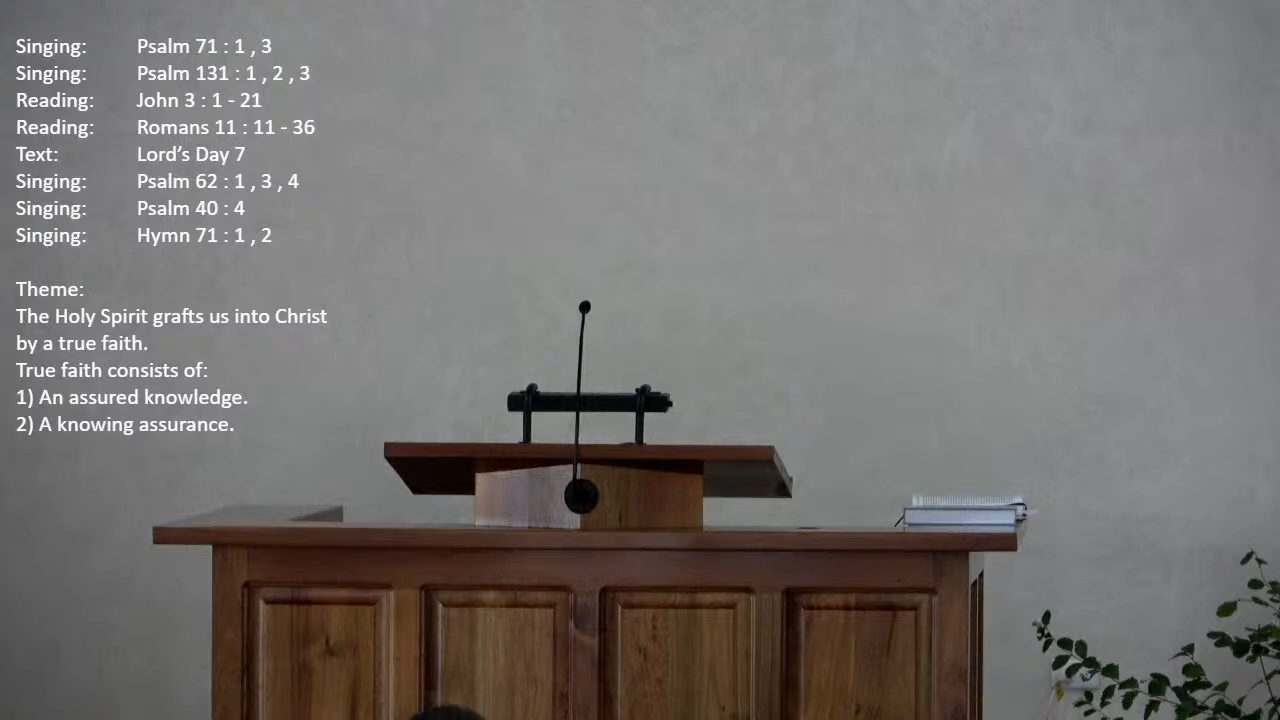 Singing: Psalm 71 : 1 , 3
Singing: Psalm 131 : 1 , 2 , 3
Reading: John 3 : 1 - 21
Reading: Romans 11 : 11 - 36
Text: Lord’s Day 7
Singing: Psalm 62 : 1 , 3 , 4
Singing: Psalm 40 : 4
Singing: Hymn 71 : 1 , 2
Theme:
The Holy Spirit grafts us into Christ
by a true faith.
True faith consists of:
1) An assured knowledge.
2) A knowing assurance.